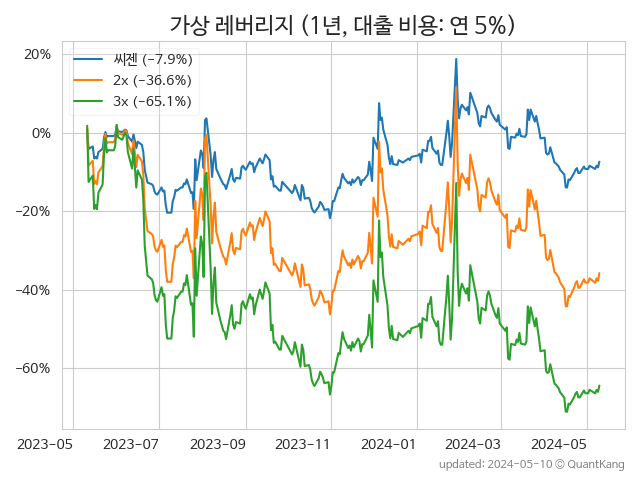 가상 레버리지 (1년, 대출 비용: 연 5%)
씨젠 (−7.9%)
2x (−36.6%)
3x (−65.1%)
20%
0%
−20%
−40%
−60%
2023-05 2023-07 2023-09 2023-11 2024-01 2024-03 2024-05
updated: 2024-05-10 © QuantKang